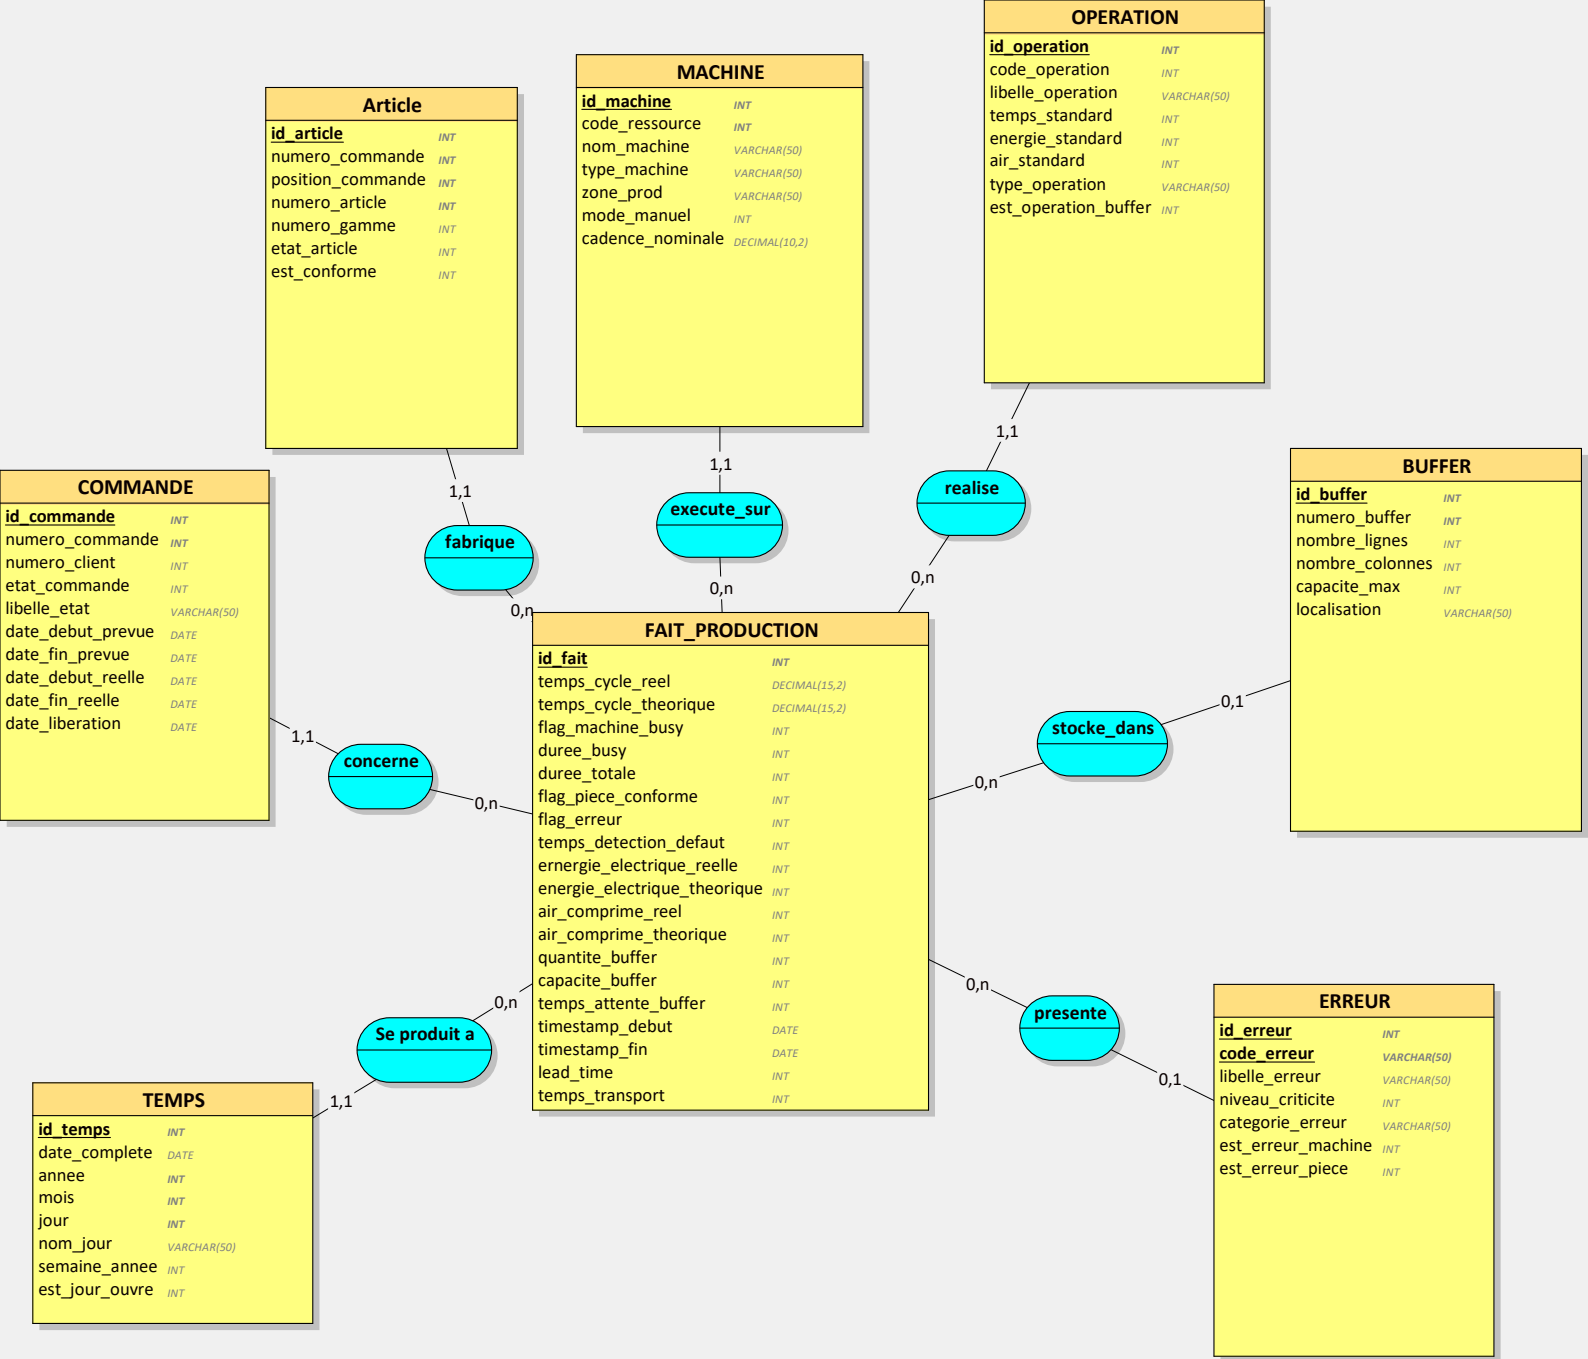 OPERATION
id_operation INT
code_operation INT
libelle_operation VARCHAR(50)
temps_standard INT
energie_standard INT
air_standard INT
type_operation VARCHAR(50)
est_operation_buffer INT
MACHINE
id_machine INT
code_ressource INT
nom_machine VARCHAR(50)
type_machine VARCHAR(50)
zone_prod VARCHAR(50)
mode_manuel INT
cadence_nominale DECIMAL(10,2)
Article
id_article INT
numero_commande INT
position_commande INT
numero_article INT
numero_gamme INT
etat_article INT
est_conforme INT
1,1
realise
0,n
1,1
execute_sur
0,n
1,1
fabrique
0,n
COMMANDE
id_commande INT
numero_commande INT
numero_client INT
etat_commande INT
libelle_etat VARCHAR(50)
date_debut_prevue DATE
date_fin_prevue DATE
date_debut_reelle DATE
date_fin_reelle DATE
date_liberation DATE
1,1
concerne
0,n
BUFFER
id_buffer INT
numero_buffer INT
nombre_lignes INT
nombre_colonnes INT
capacite_max INT
localisation VARCHAR(50)
0,1
stocke_dans
0,n
FAIT_PRODUCTION
id_fait INT
temps_cycle_reel DECIMAL(15,2)
temps_cycle_theorique DECIMAL(15,2)
flag_machine_busy INT
duree_busy INT
duree_totale INT
flag_piece_conforme INT
flag_erreur INT
temps_detection_defaut INT
ernergie_electrique_reelle INT
energie_electrique_theorique INT
air_comprime_reel INT
air_comprime_theorique INT
quantite_buffer INT
capacite_buffer INT
temps_attente_buffer INT
timestamp_debut DATE
timestamp_fin DATE
lead_time INT
temps_transport INT
0,n
presente
0,1
0,n
Se produit a
1,1
ERREUR
id_erreur INT
code_erreur VARCHAR(50)
libelle_erreur VARCHAR(50)
niveau_criticite INT
categorie_erreur VARCHAR(50)
est_erreur_machine INT
est_erreur_piece INT
TEMPS
id_temps INT
date_complete DATE
annee INT
mois INT
jour INT
nom_jour VARCHAR(50)
semaine_annee INT
est_jour_ouvre INT